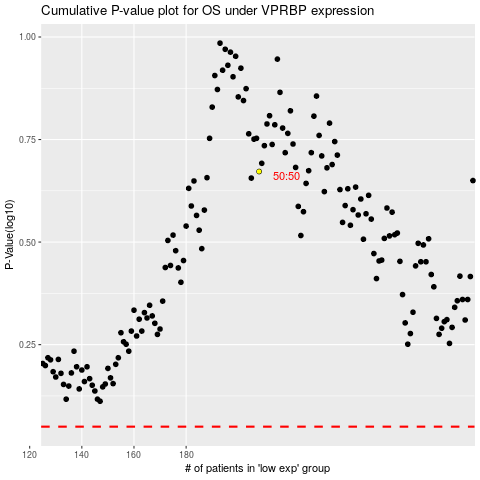 Cumulative P-value plot for OS under VPRBP expression
1.00
0.75
0.50
0.25
P-Value(log10)
50:50
120 140 160 180
# of patients in 'low exp' group